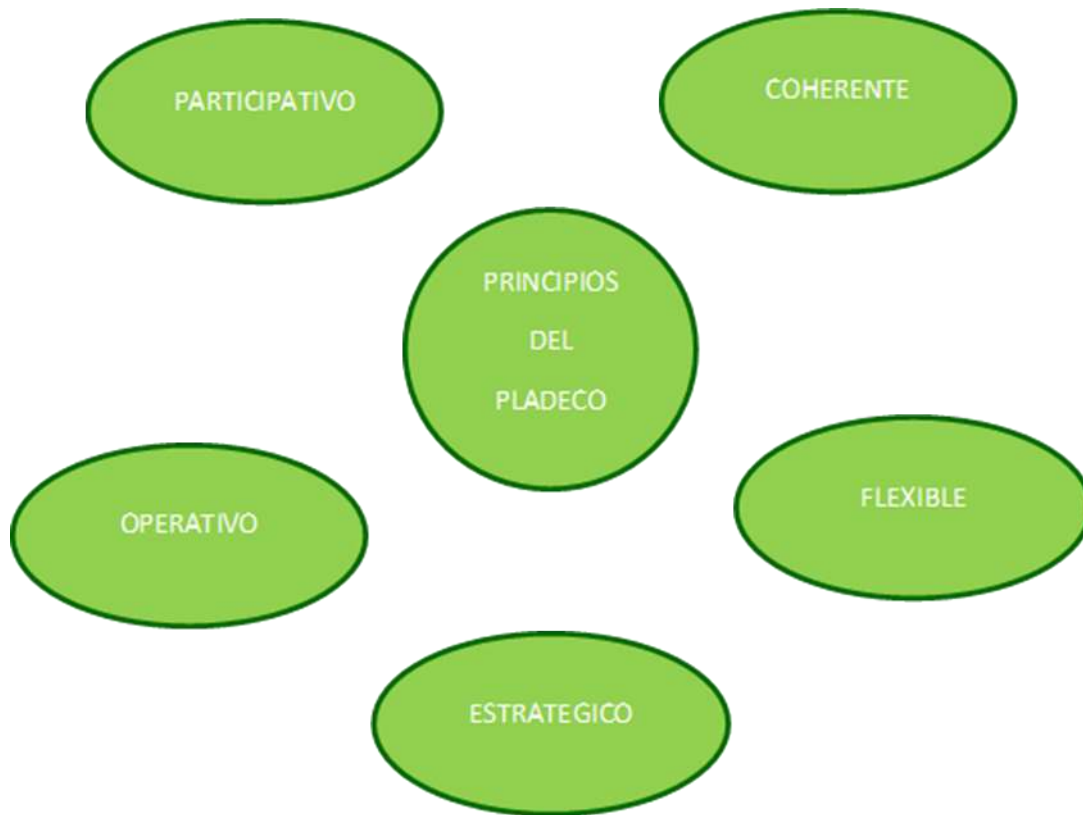 PARTICIPATIVO
COHERENTE
PRINCIPIOS
DEL
PLADECO
OPERATIVO
FLEXIBLE
ESTRATEGICO